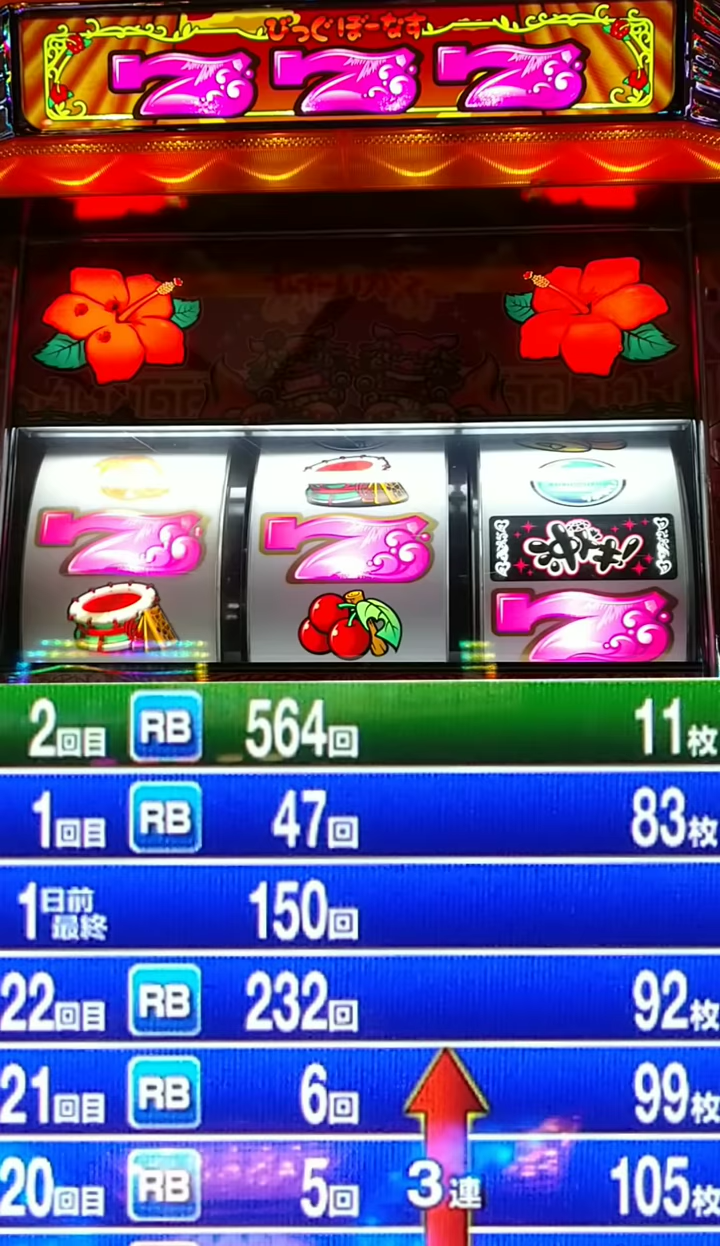 びっぐぼーなす
777
7
7
7
2回目 RB 564回 11枚
1回目 RB 47回 83枚
1日前最終 150回
22回目 RB 232回 92枚
21回目 RB 6回 99枚
20回目 RB 5回 3連 105枚